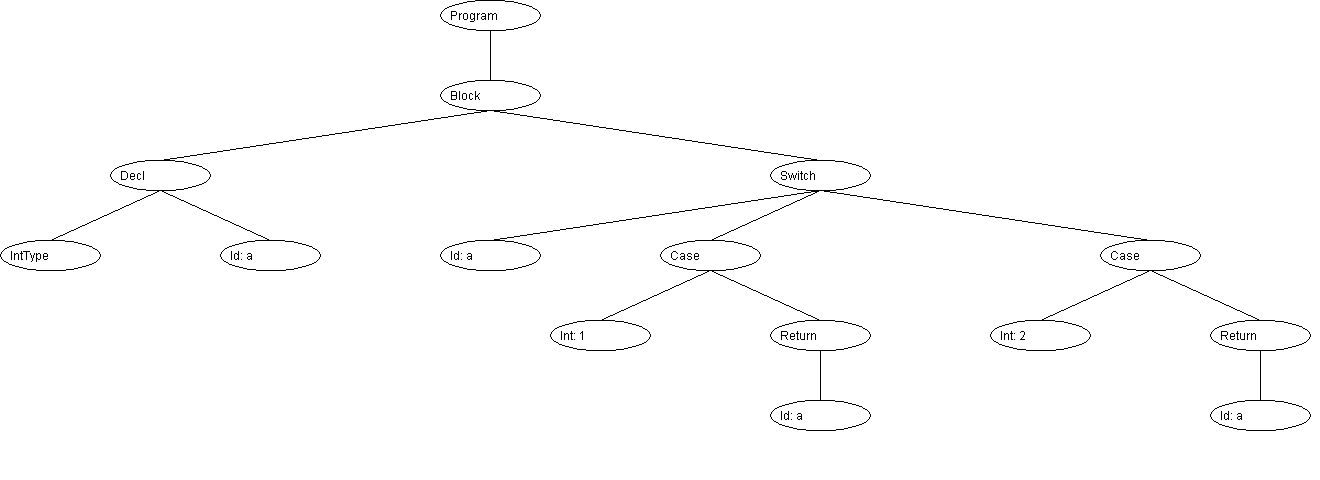 Program
Block
Decl
Switch
IntType
Id: a
Id: a
Case
Case
Int: 1
Return
Int: 2
Return
Id: a
Id: a